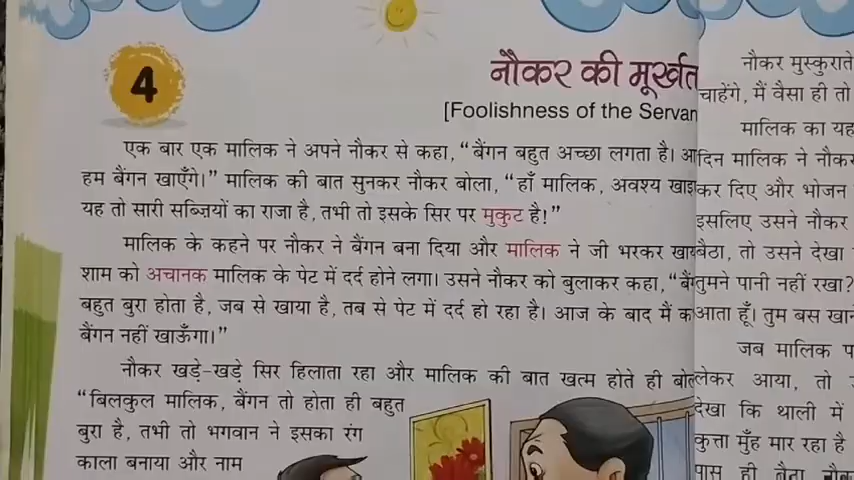 4
नौकर की मूर्खत
[Foolishness of the Servan
एक बार एक मालिक ने अपने नौकर से कहा, “बैंगन बहुत अच्छा लगता है।
हम बैंगन खाएँगे।” मालिक की बात सुनकर नौकर बोला, “हाँ मालिक, अवश्य
यह तो सारी सब्ज़ियों का राजा है, तभी तो इसके सिर पर मुकुट है!”
मालिक के कहने पर नौकर ने बैंगन बना दिया और मालिक ने जी भरकर
शाम को अचानक मालिक के पेट में दर्द होने लगा। उसने नौकर को बुलाकर कहा,
बहुत बुरा होता है, जब से खाया है, तब से पेट में दर्द हो रहा है। आज के बाद मैं
बैंगन नहीं खाऊँगा।”
नौकर खड़े-खड़े सिर हिलाता रहा और मालिक की बात खत्म होते ही
“बिलकुल मालिक, बैंगन तो होता ही बहुत
बुरा है, तभी तो भगवान ने इसका रंग
काला बनाया और नाम
नौकर मुस्कुराते
चाहेंगे, मैं वैसा ही तो
मालिक का यह
दिन मालिक ने नौकर
कर दिए और भोजन
इसलिए उसने नौकर
बैठा, तो उसने देखा
तुमने पानी नहीं रखा?
आता हूँ। तुम बस खान
जब मालिक
लेकर आया, तो
देखा कि थाली में
कुत्ता मुँह मार रहा है
पास ही बैठा